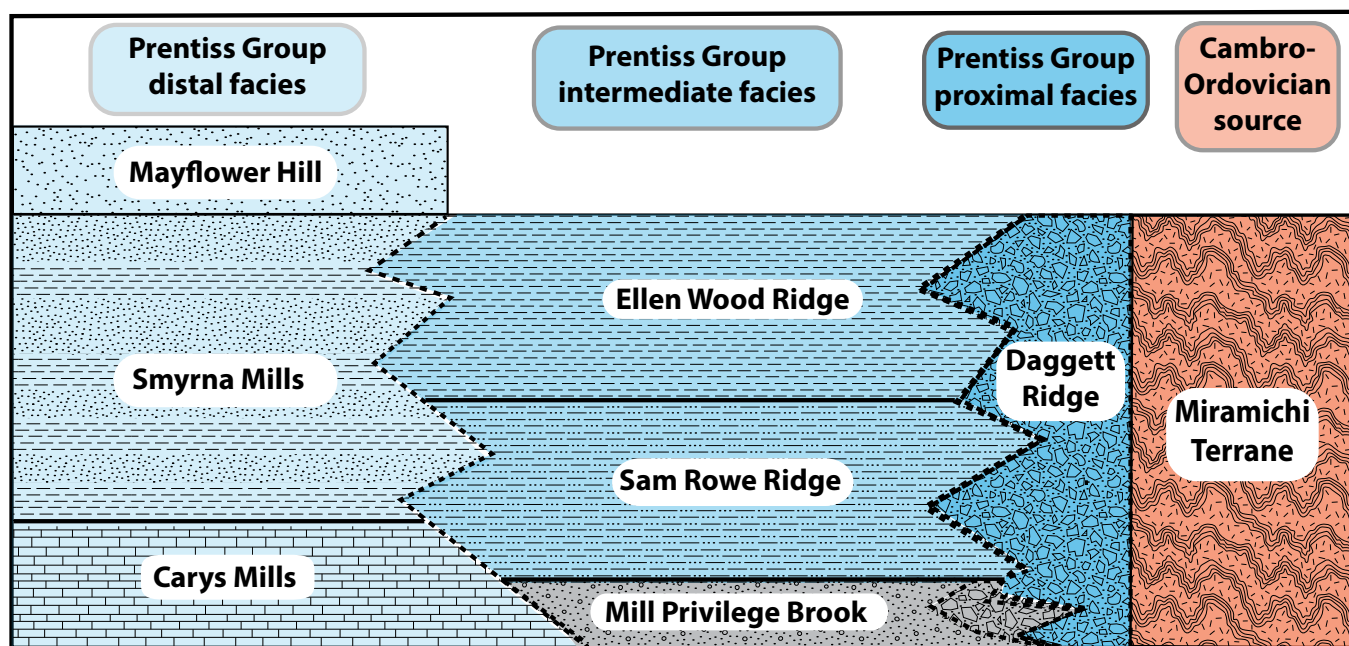 Prentiss Group
distal facies
Prentiss Group
intermediate facies
Prentiss Group
proximal facies
Cambro-
Ordovician
source
Mayflower Hill
Ellen Wood Ridge
Smyrna Mills
Daggett
Ridge
Miramichi
Terrane
Sam Rowe Ridge
Carys Mills
Mill Privilege Brook